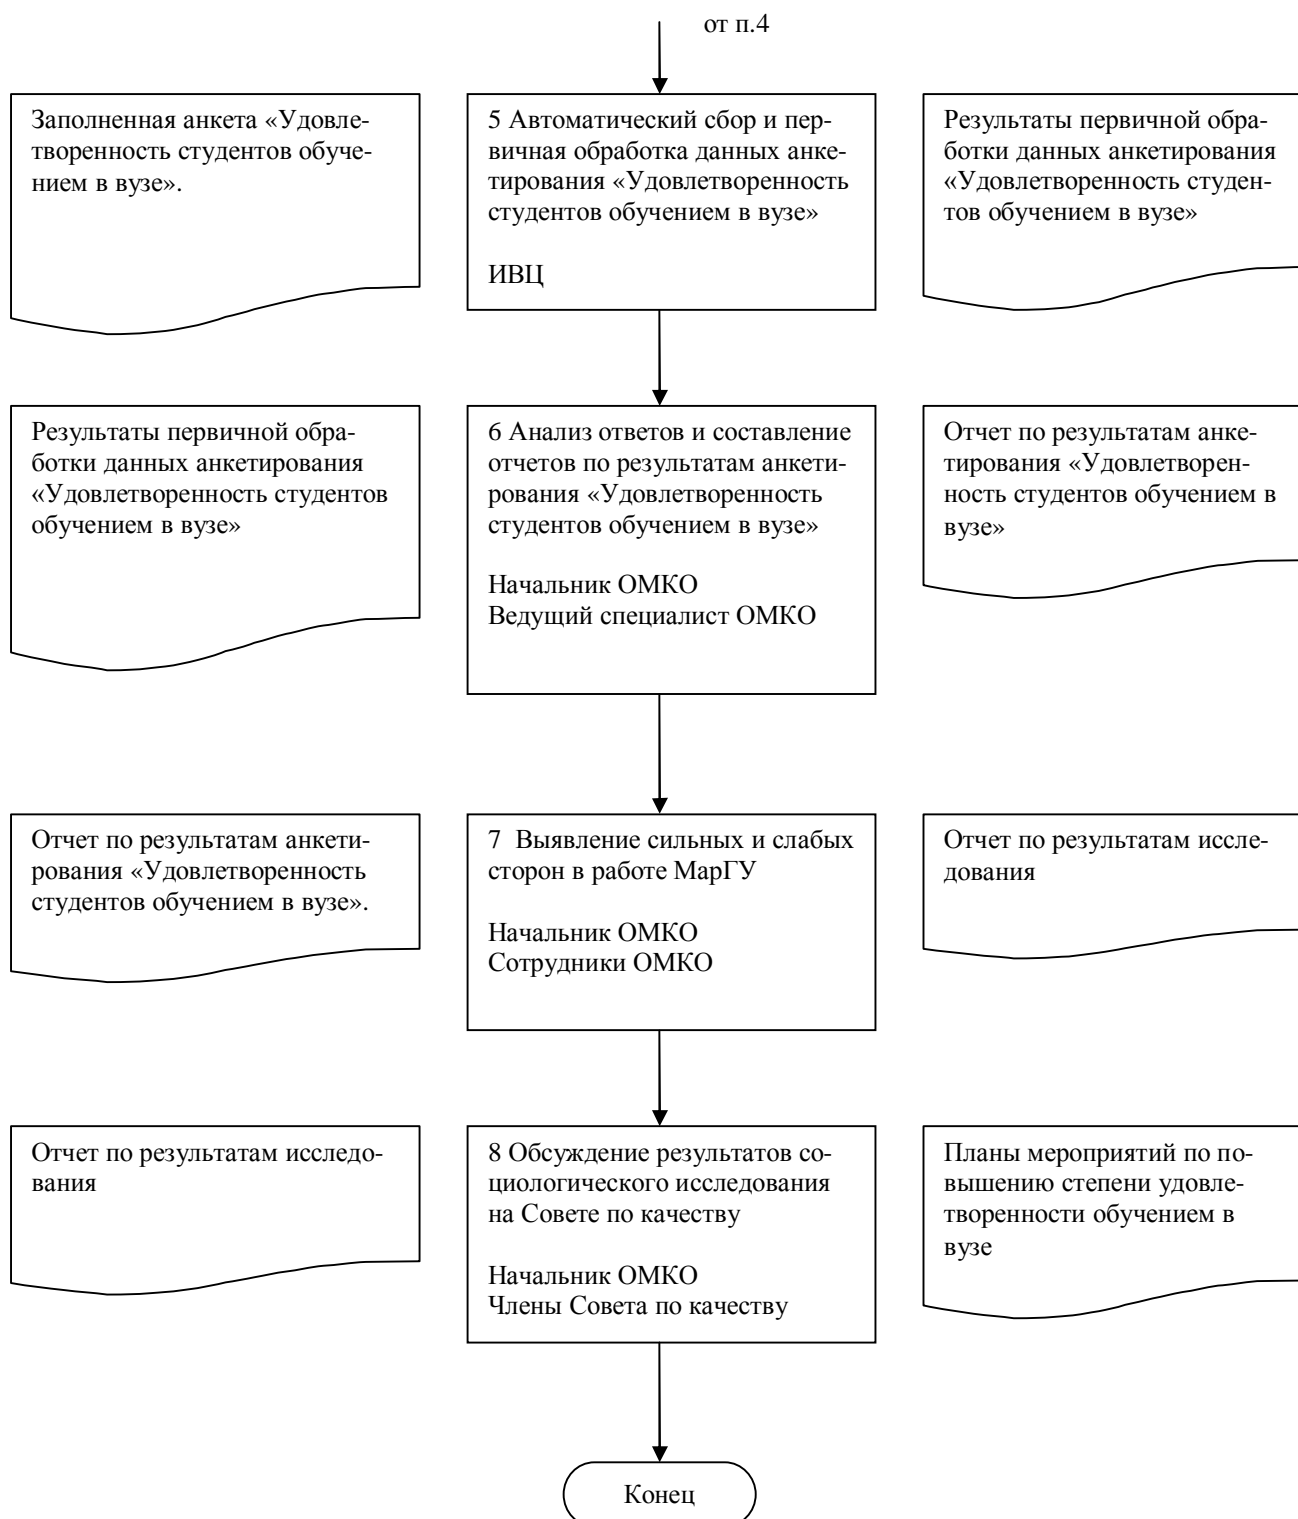 от п.4
Заполненная анкета «Удовле-
творенность студентов обуче-
нием в вузе».
5 Автоматический сбор и пер-
вичная обработка данных анке-
тирования «Удовлетворенность
студентов обучением в вузе»
ИВЦ
Результаты первичной обра-
ботки данных анкетирования
«Удовлетворенность студен-
тов обучением в вузе»
Результаты первичной обра-
ботки данных анкетирования
«Удовлетворенность студентов
обучением в вузе»
6 Анализ ответов и составление
отчетов по результатам анкети-
рования «Удовлетворенность
студентов обучением в вузе»
Начальник ОМКО
Ведущий специалист ОМКО
Отчет по результатам анке-
тирования «Удовлетворен-
ность студентов обучением в
вузе»
Отчет по результатам анкети-
рования «Удовлетворенность
студентов обучением в вузе».
7 Выявление сильных и слабых
сторон в работе МарГУ
Начальник ОМКО
Сотрудники ОМКО
Отчет по результатам иссле-
дования
Отчет по результатам исследо-
вания
8 Обсуждение результатов со-
циологического исследования
на Совете по качеству
Начальник ОМКО
Члены Совета по качеству
Планы мероприятий по по-
вышению степени удовле-
творенности обучением в
вузе
Конец